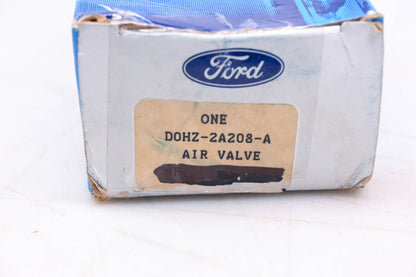 Ford
ONE
D0HZ-2A208-A
AIR VALVE